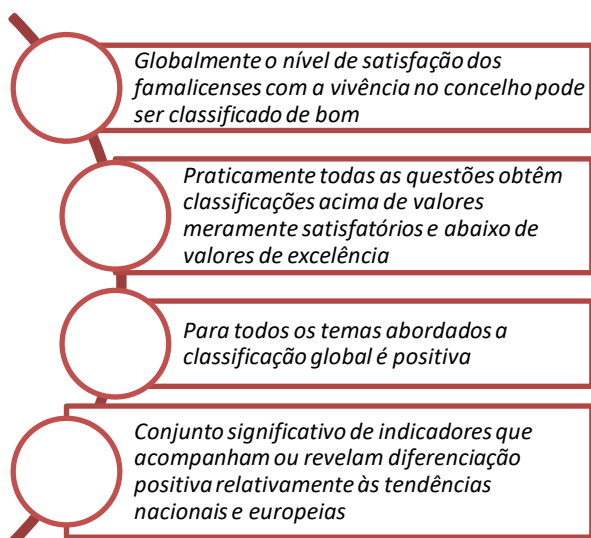 Globalmente o nível de satisfação dos
famalicenses com a vivência no concelho pode
ser classificado de bom
Praticamente todas as questões obtêm
classificações acima de valores
meramente satisfatórios e abaixo de
valores de excelência
Para todos os temas abordados a
classificação global é positiva
Conjunto significativo de indicadores que
acompanham ou revelam diferenciação
positiva relativamente às tendências
nacionais e europeias